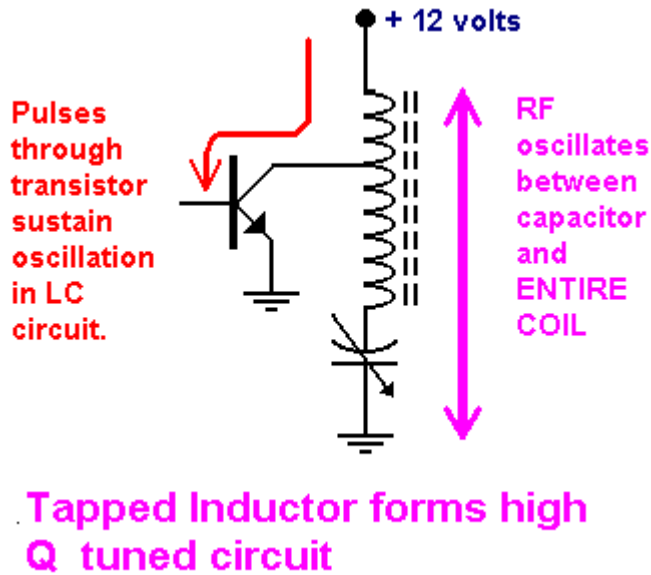 + 12 volts
Pulses
through
transistor
sustain
oscillation
in LC
circuit.
RF
oscillates
between
capacitor
and
ENTIRE
COIL
Tapped Inductor forms high
Q tuned circuit